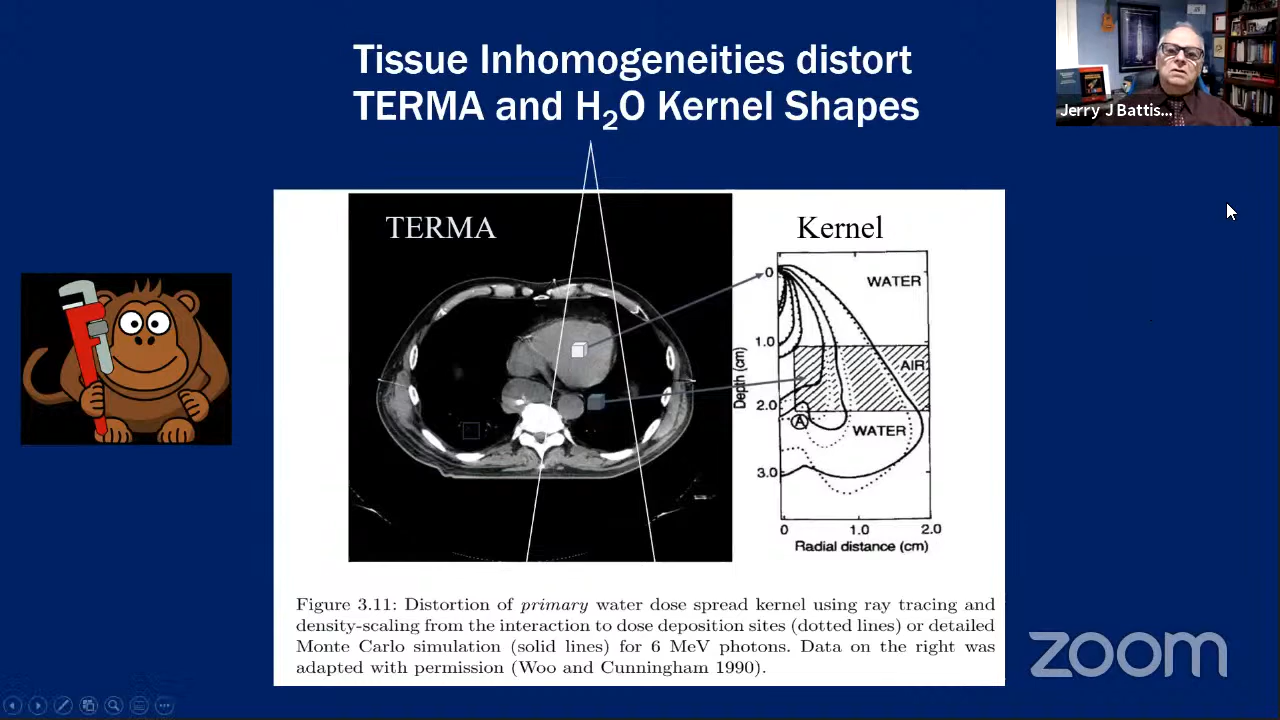 Tissue Inhomogeneities distort
TERMA and H₂O Kernel Shapes
Jerry J Battis...
TERMA
Kernel
0
WATER
1.0
AIR
Depth (cm)
2.0
A
WATER
3.0
0 1.0 2.0
Radial distance (cm)
Figure 3.11: Distortion of primary water dose spread kernel using ray tracing and
density-scaling from the interaction to dose deposition sites (dotted lines) or detailed
Monte Carlo simulation (solid lines) for 6 MeV photons. Data on the right was
adapted with permission (Woo and Cunningham 1990).
zoom